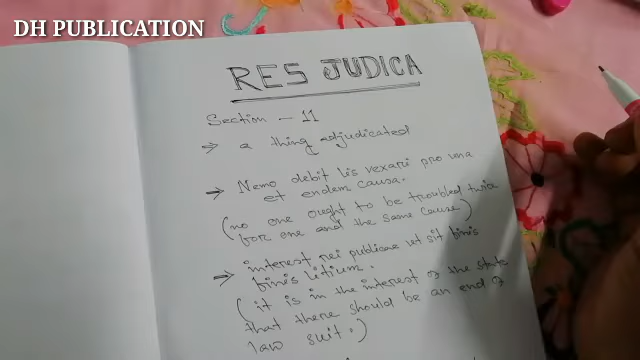 DH PUBLICATION
RES JUDICA
Section - 11
⇒ a thing adjudicated
→ Nemo debit lis vexari pro una
et endem causa.
(no one ought to be troubled twice
for one and the same cause)
⇒ interest rei publicae ut sit finis
finis litium.
(it is in the interest of the state
that there should be an end of
law suit.)